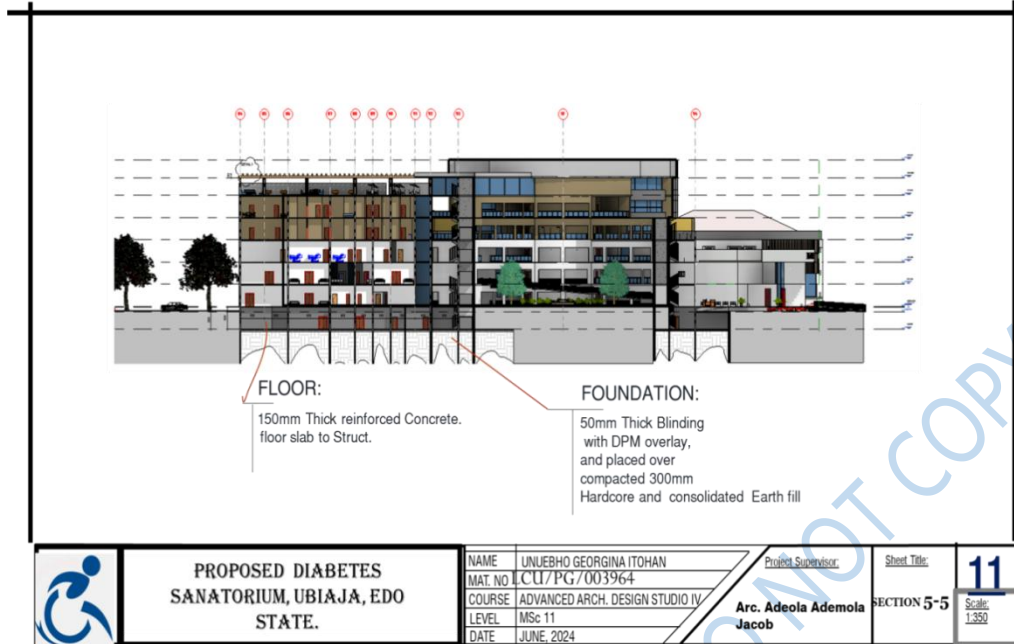 FLOOR:
150mm Thick reinforced Concrete.
floor slab to Struct.
FOUNDATION:
50mm Thick Blinding
with DPM overlay,
and placed over
compacted 300mm
Hardcore and consolidated Earth fill
PROPOSED DIABETES
SANATORIUM, UBIAJA, EDO
STATE.
NAME UNUEBHO GEORGINA ITOHAN
MAT. NO LCU/PG/003964
COURSE ADVANCED ARCH. DESIGN STUDIO IV
LEVEL MSc 11
DATE JUNE, 2024
Project Supervisor:
Arc. Adeola Ademola
Jacob
Sheet Title:
SECTION 5-5
11
Scale:
1:350
O NOT COPY